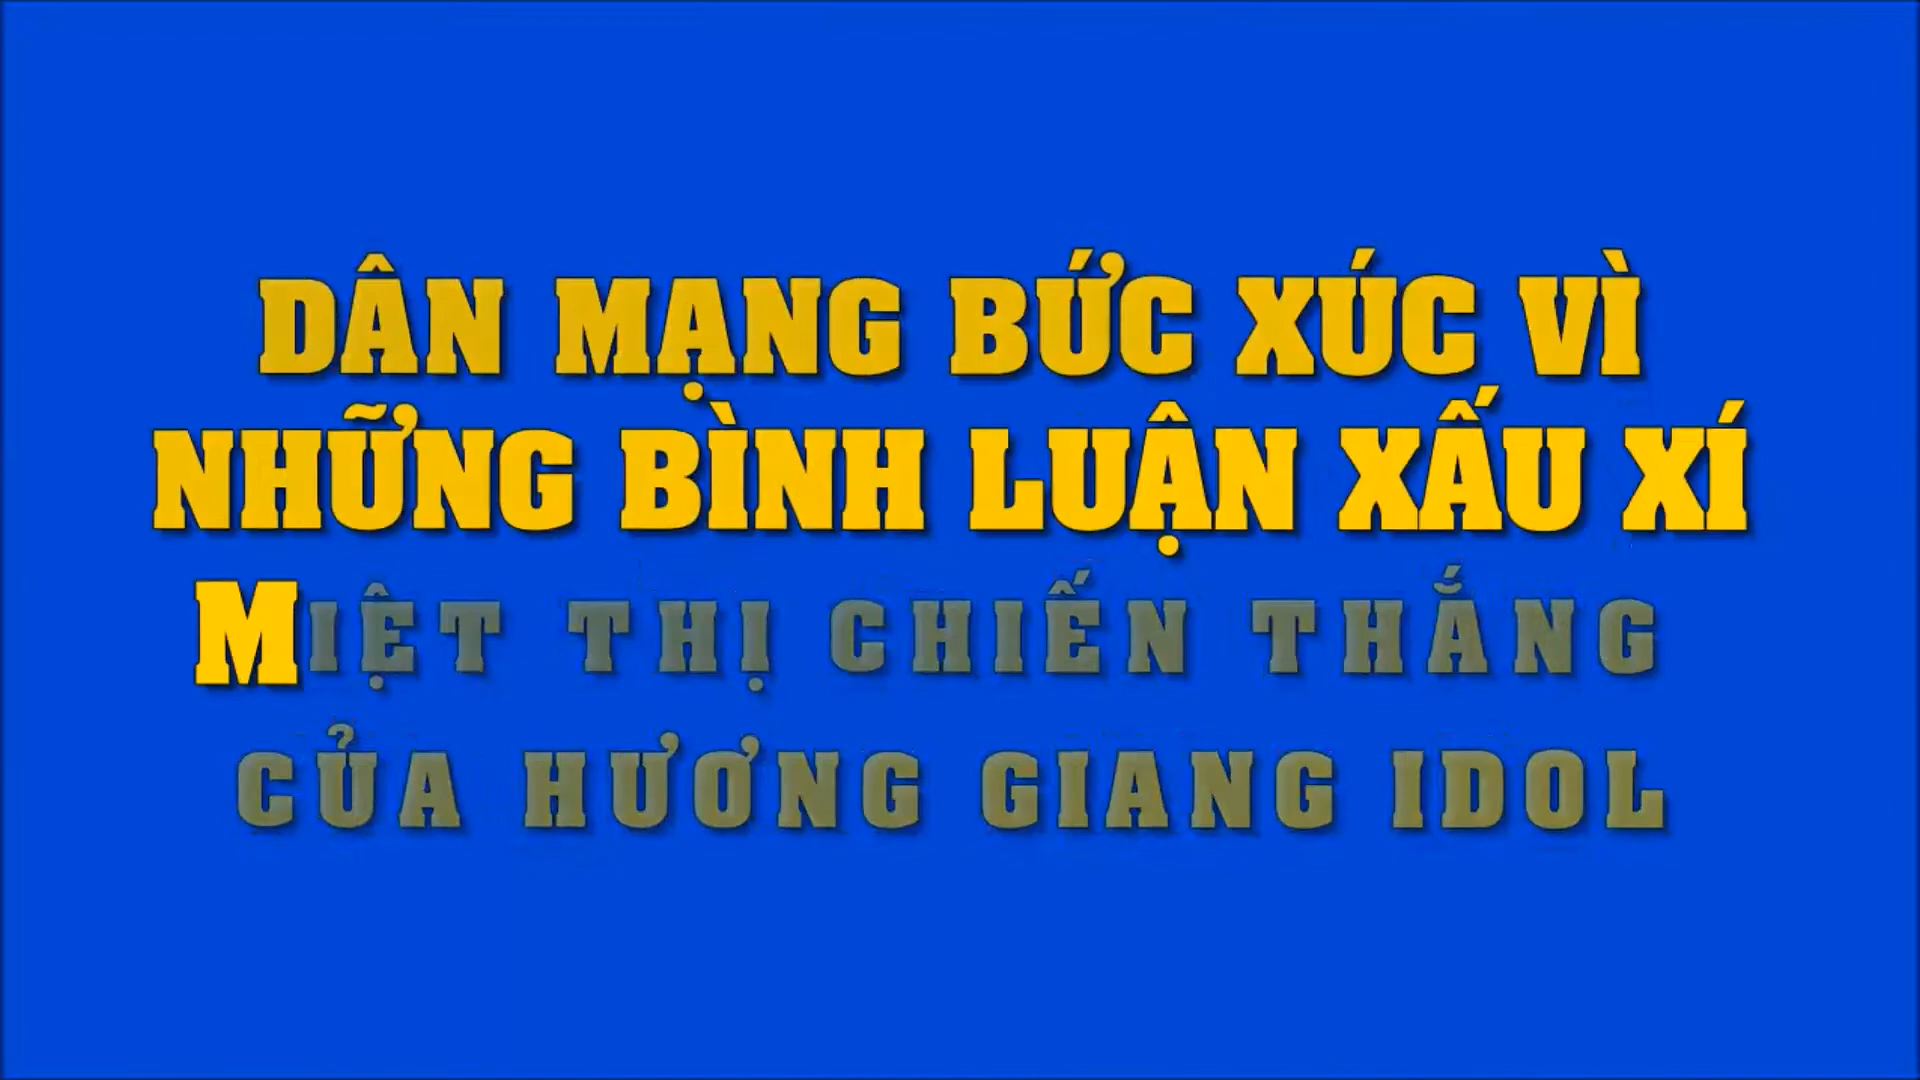 DÂN MẠNG BỨC XÚC VÌ
NHỮNG BÌNH LUẬN XẤU XÍ
MIỆT THỊ CHIẾN THẮNG
CỦA HƯƠNG GIANG IDOL